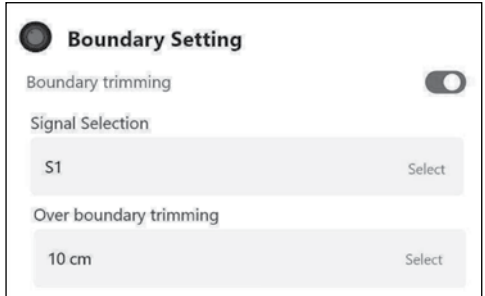 Boundary Setting
Boundary trimming
Signal Selection
S1 Select
Over boundary trimming
10 cm Select